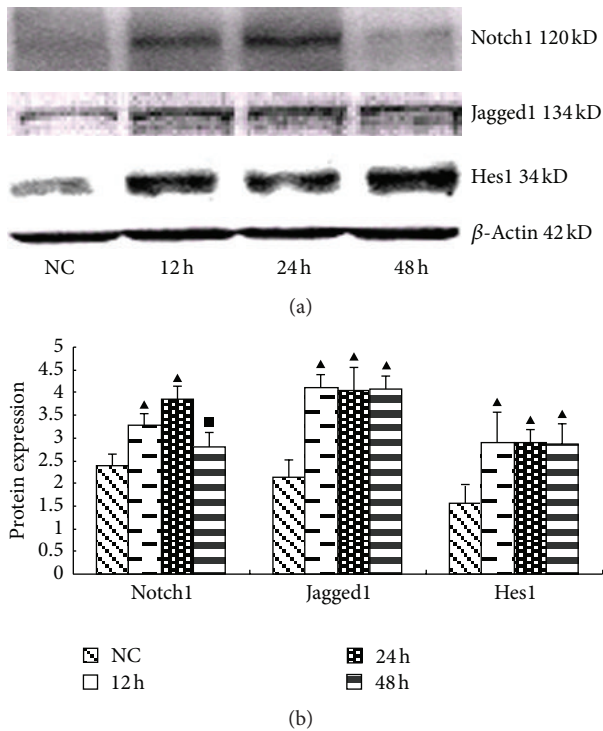 Notch1 120 kD
Jagged1 134 kD
Hes1 34 kD
β-Actin 42 kD
NC 12 h 24 h 48 h
(a)
Protein expression
5
4.5
4
3.5
3
2.5
2
1.5
1
0.5
0
Notch1 Jagged1 Hes1
NC 24 h
12 h 48 h
(b)